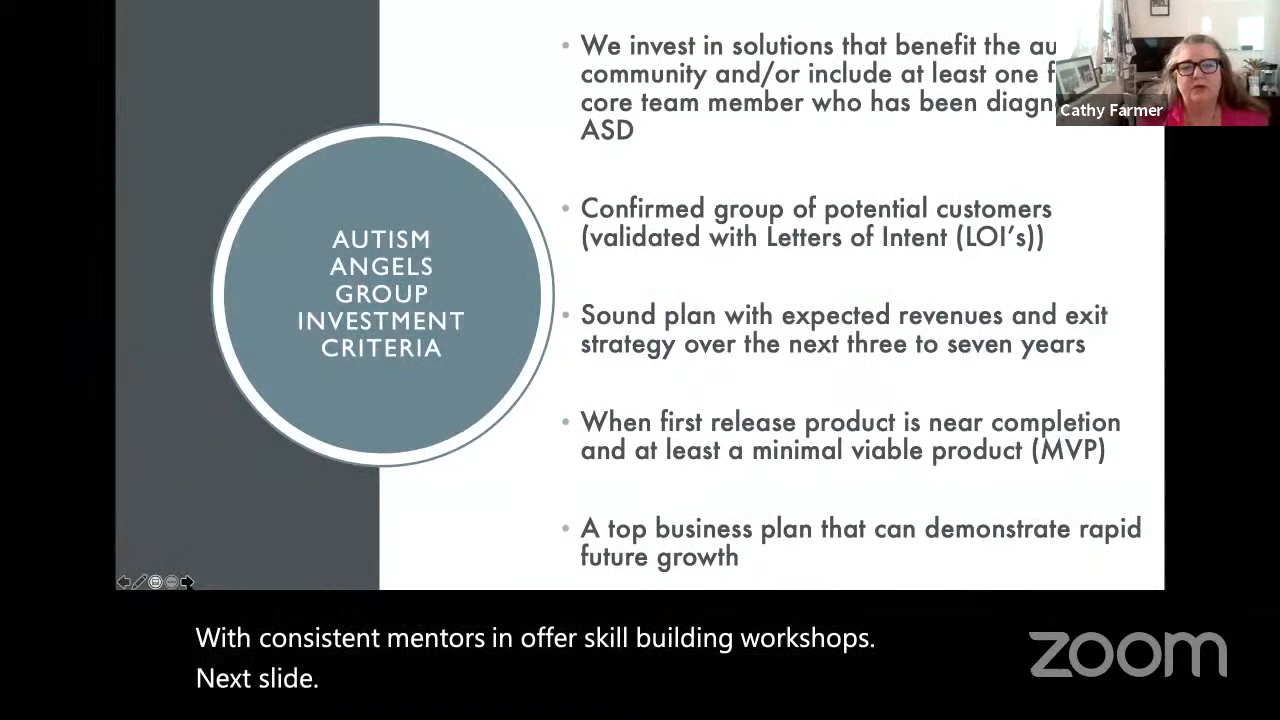 We invest in solutions that benefit the
community and/or include at least one
core team member who has been
ASD
Cathy Farmer
Confirmed group of potential customers
(validated with Letters of Intent (LOI's))
AUTISM
ANGELS
GROUP
INVESTMENT
CRITERIA
Sound plan with expected revenues and exit
strategy over the next three to seven years
When first release product is near completion
and at least a minimal viable product (MVP)
A top business plan that can demonstrate rapid
future growth
With consistent mentors in offer skill building workshops.
Next slide.
zoom